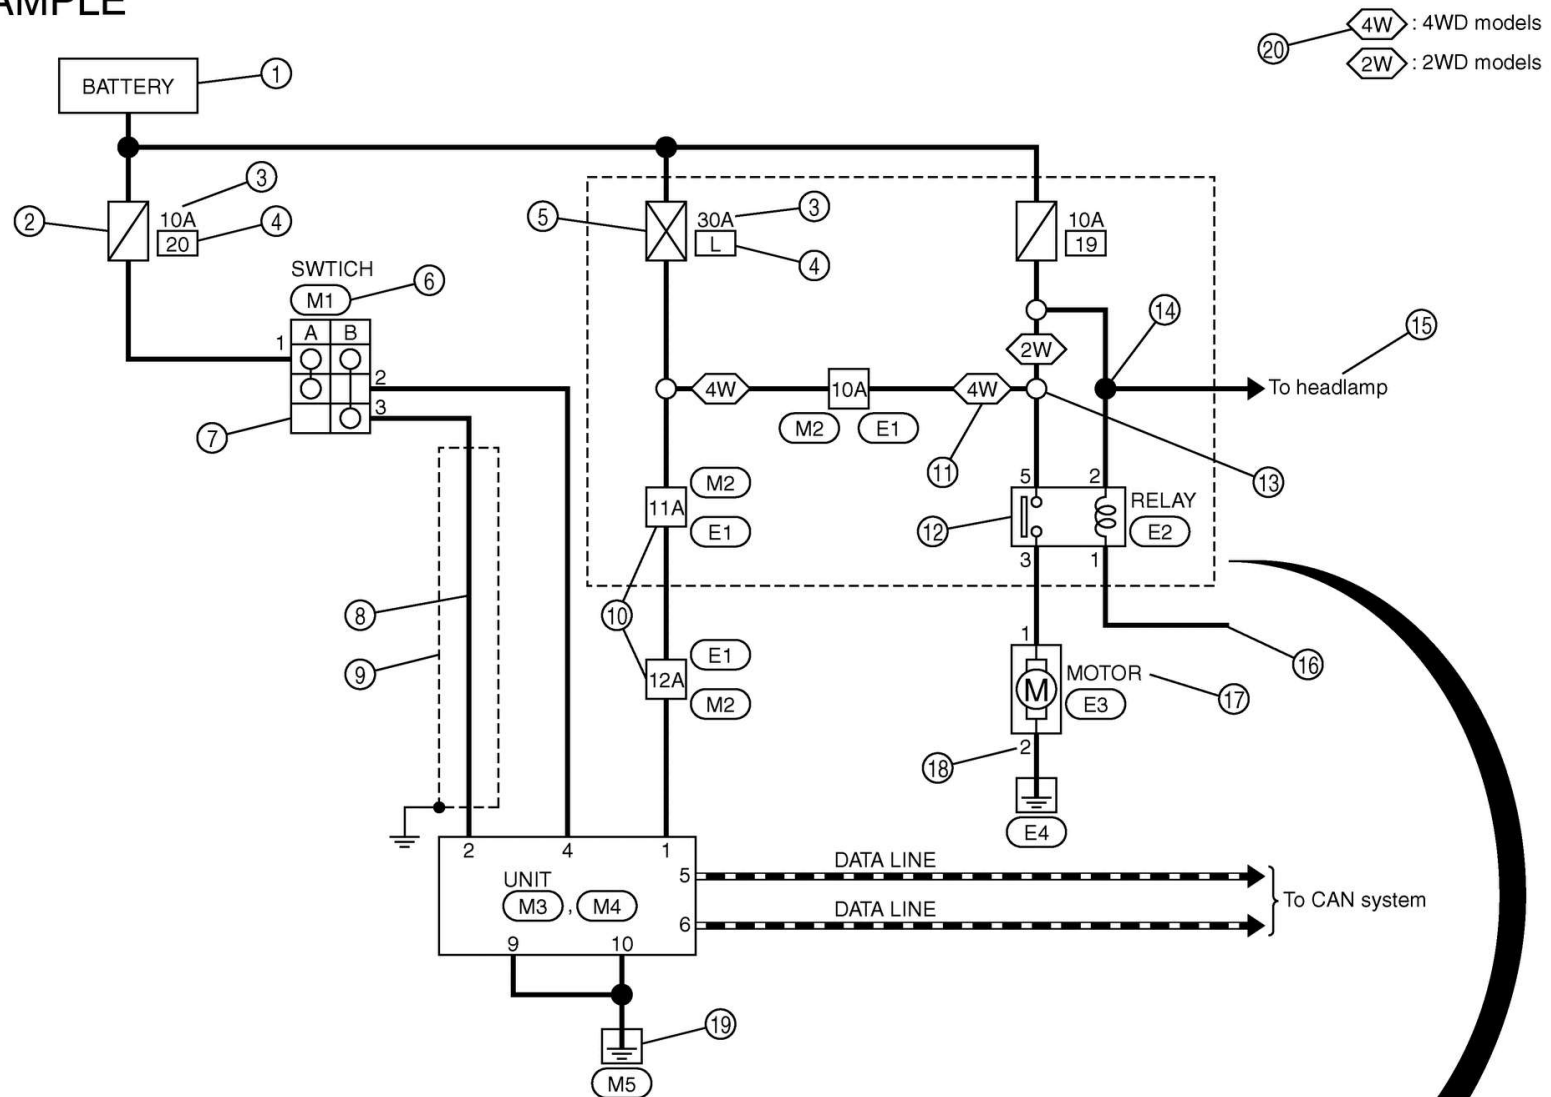 AMPLE
BATTERY
1
20
4W : 4WD models
2W : 2WD models
2
3
10A
20
4
5
30A
L
3
4
10A
19
SWTICH
M1
6
A B
1
2
3
7
14
15
2W
4W
10A
4W
To headlamp
M2
E1
11
13
M2
11A
E1
5
2
RELAY
E2
12
3
1
8
9
10
E1
12A
M2
16
1
MOTOR
M
E3
17
2
18
E4
2
4
1
UNIT
M3 , M4
5
DATA LINE
6
DATA LINE
To CAN system
9
10
19
M5